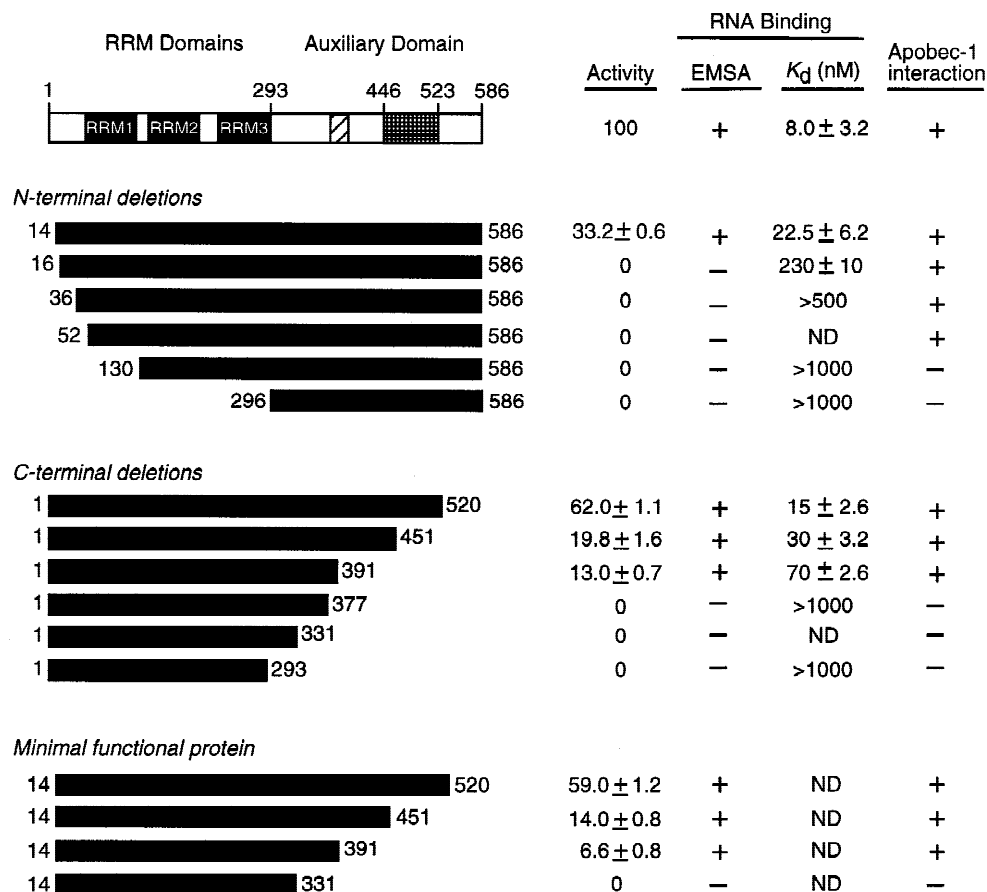 RNA Binding
RRM Domains Auxiliary Domain Activity EMSA Kd (nM) Apobec-1 interaction
1 293 446 523 586
RRM1 RRM2 RRM3 100 + 8.0 ± 3.2 +
N-terminal deletions
14 586 33.2 ± 0.6 + 22.5 ± 6.2 +
16 586 0 – 230 ± 10 +
36 586 0 – >500 +
52 586 0 – ND +
130 586 0 – >1000 –
296 586 0 – >1000 –
C-terminal deletions
1 520 62.0 ± 1.1 + 15 ± 2.6 +
1 451 19.8 ± 1.6 + 30 ± 3.2 +
1 391 13.0 ± 0.7 + 70 ± 2.6 +
1 377 0 – >1000 –
1 331 0 – ND –
1 293 0 – >1000 –
Minimal functional protein
14 520 59.0 ± 1.2 + ND +
14 451 14.0 ± 0.8 + ND +
14 391 6.6 ± 0.8 + ND +
14 331 0 – ND –